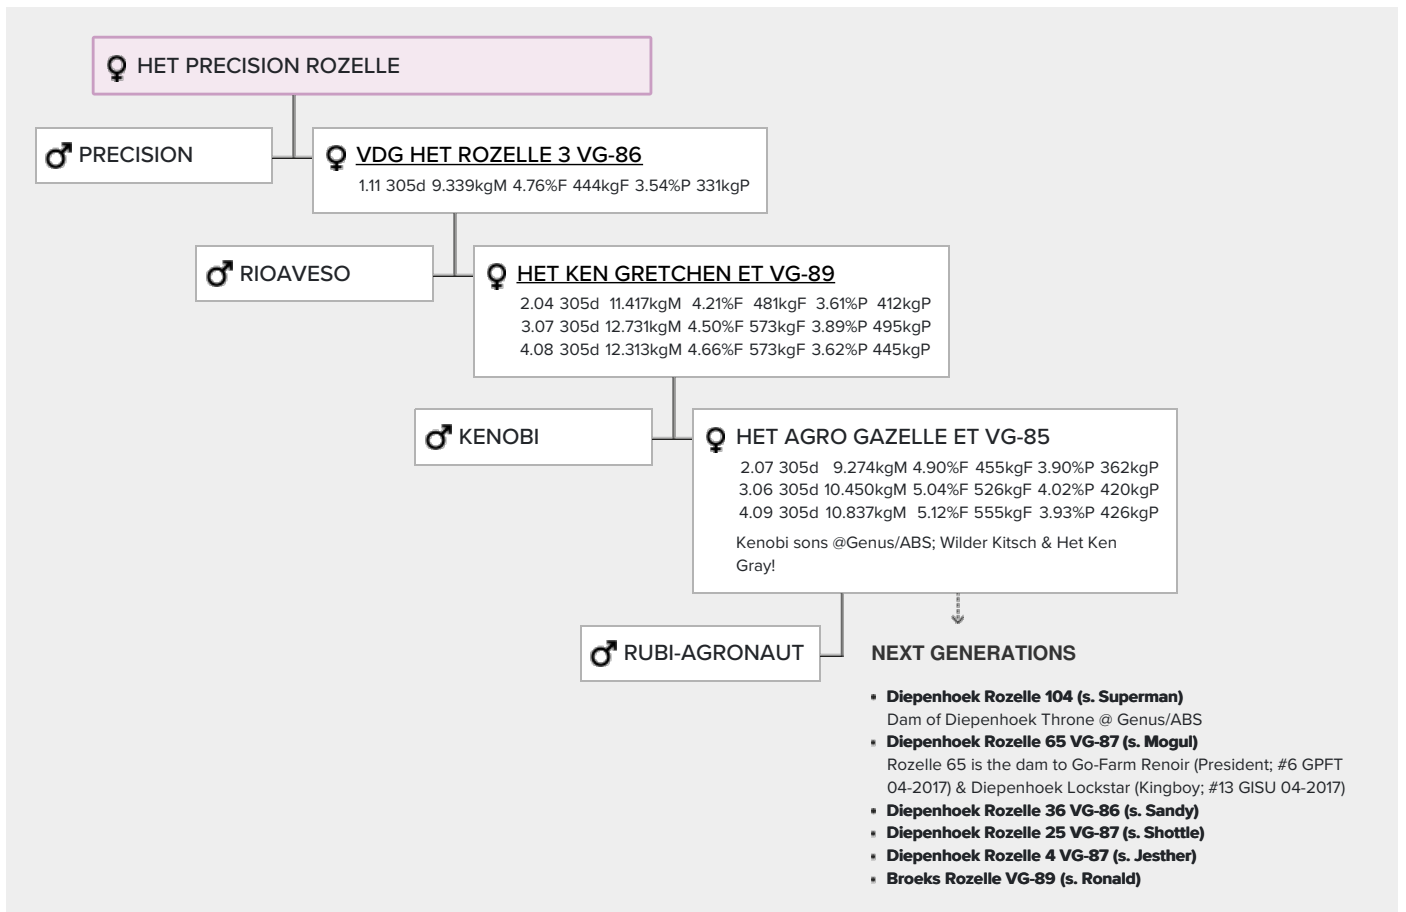 HET PRECISION ROZELLE
PRECISION
VDG HET ROZELLE 3 VG-86
1.11 305d 9.339kgM 4.76%F 444kgF 3.54%P 331kgP
RIOAVESO
HET KEN GRETCHEN ET VG-89
2.04 305d 11.417kgM 4.21%F 481kgF 3.61%P 412kgP
3.07 305d 12.731kgM 4.50%F 573kgF 3.89%P 495kgP
4.08 305d 12.313kgM 4.66%F 573kgF 3.62%P 445kgP
KENOBI
HET AGRO GAZELLE ET VG-85
2.07 305d 9.274kgM 4.90%F 455kgF 3.90%P 362kgP
3.06 305d 10.450kgM 5.04%F 526kgF 4.02%P 420kgP
4.09 305d 10.837kgM 5.12%F 555kgF 3.93%P 426kgP
Kenobi sons @Genus/ABS; Wilder Kitsch & Het Ken
Gray!
RUBI-AGRONAUT
NEXT GENERATIONS
Diepenhoek Rozelle 104 (s. Superman)
Dam of Diepenhoek Throne @ Genus/ABS
Diepenhoek Rozelle 65 VG-87 (s. Mogul)
Rozelle 65 is the dam to Go-Farm Renoir (President; #6 GPFT
04-2017) & Diepenhoek Lockstar (Kingboy; #13 GISU 04-2017)
Diepenhoek Rozelle 36 VG-86 (s. Sandy)
Diepenhoek Rozelle 25 VG-87 (s. Shottle)
Diepenhoek Rozelle 4 VG-87 (s. Jesther)
Broeks Rozelle VG-89 (s. Ronald)